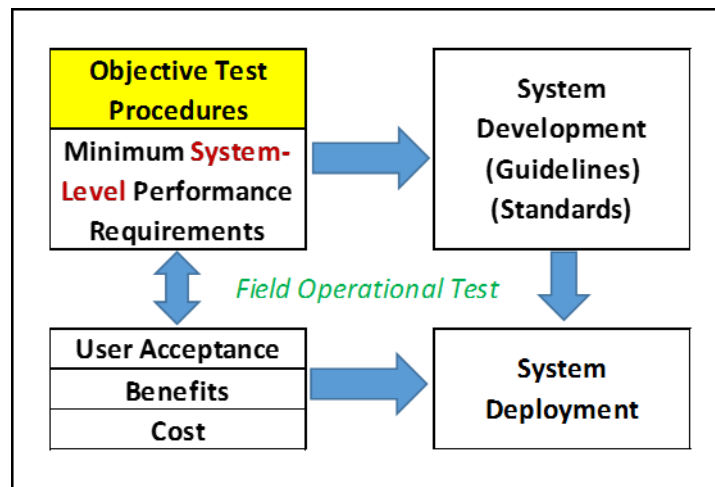 Objective Test
Procedures
Minimum System-
Level Performance
Requirements
System
Development
(Guidelines)
(Standards)
Field Operational Test
User Acceptance
Benefits
Cost
System
Deployment